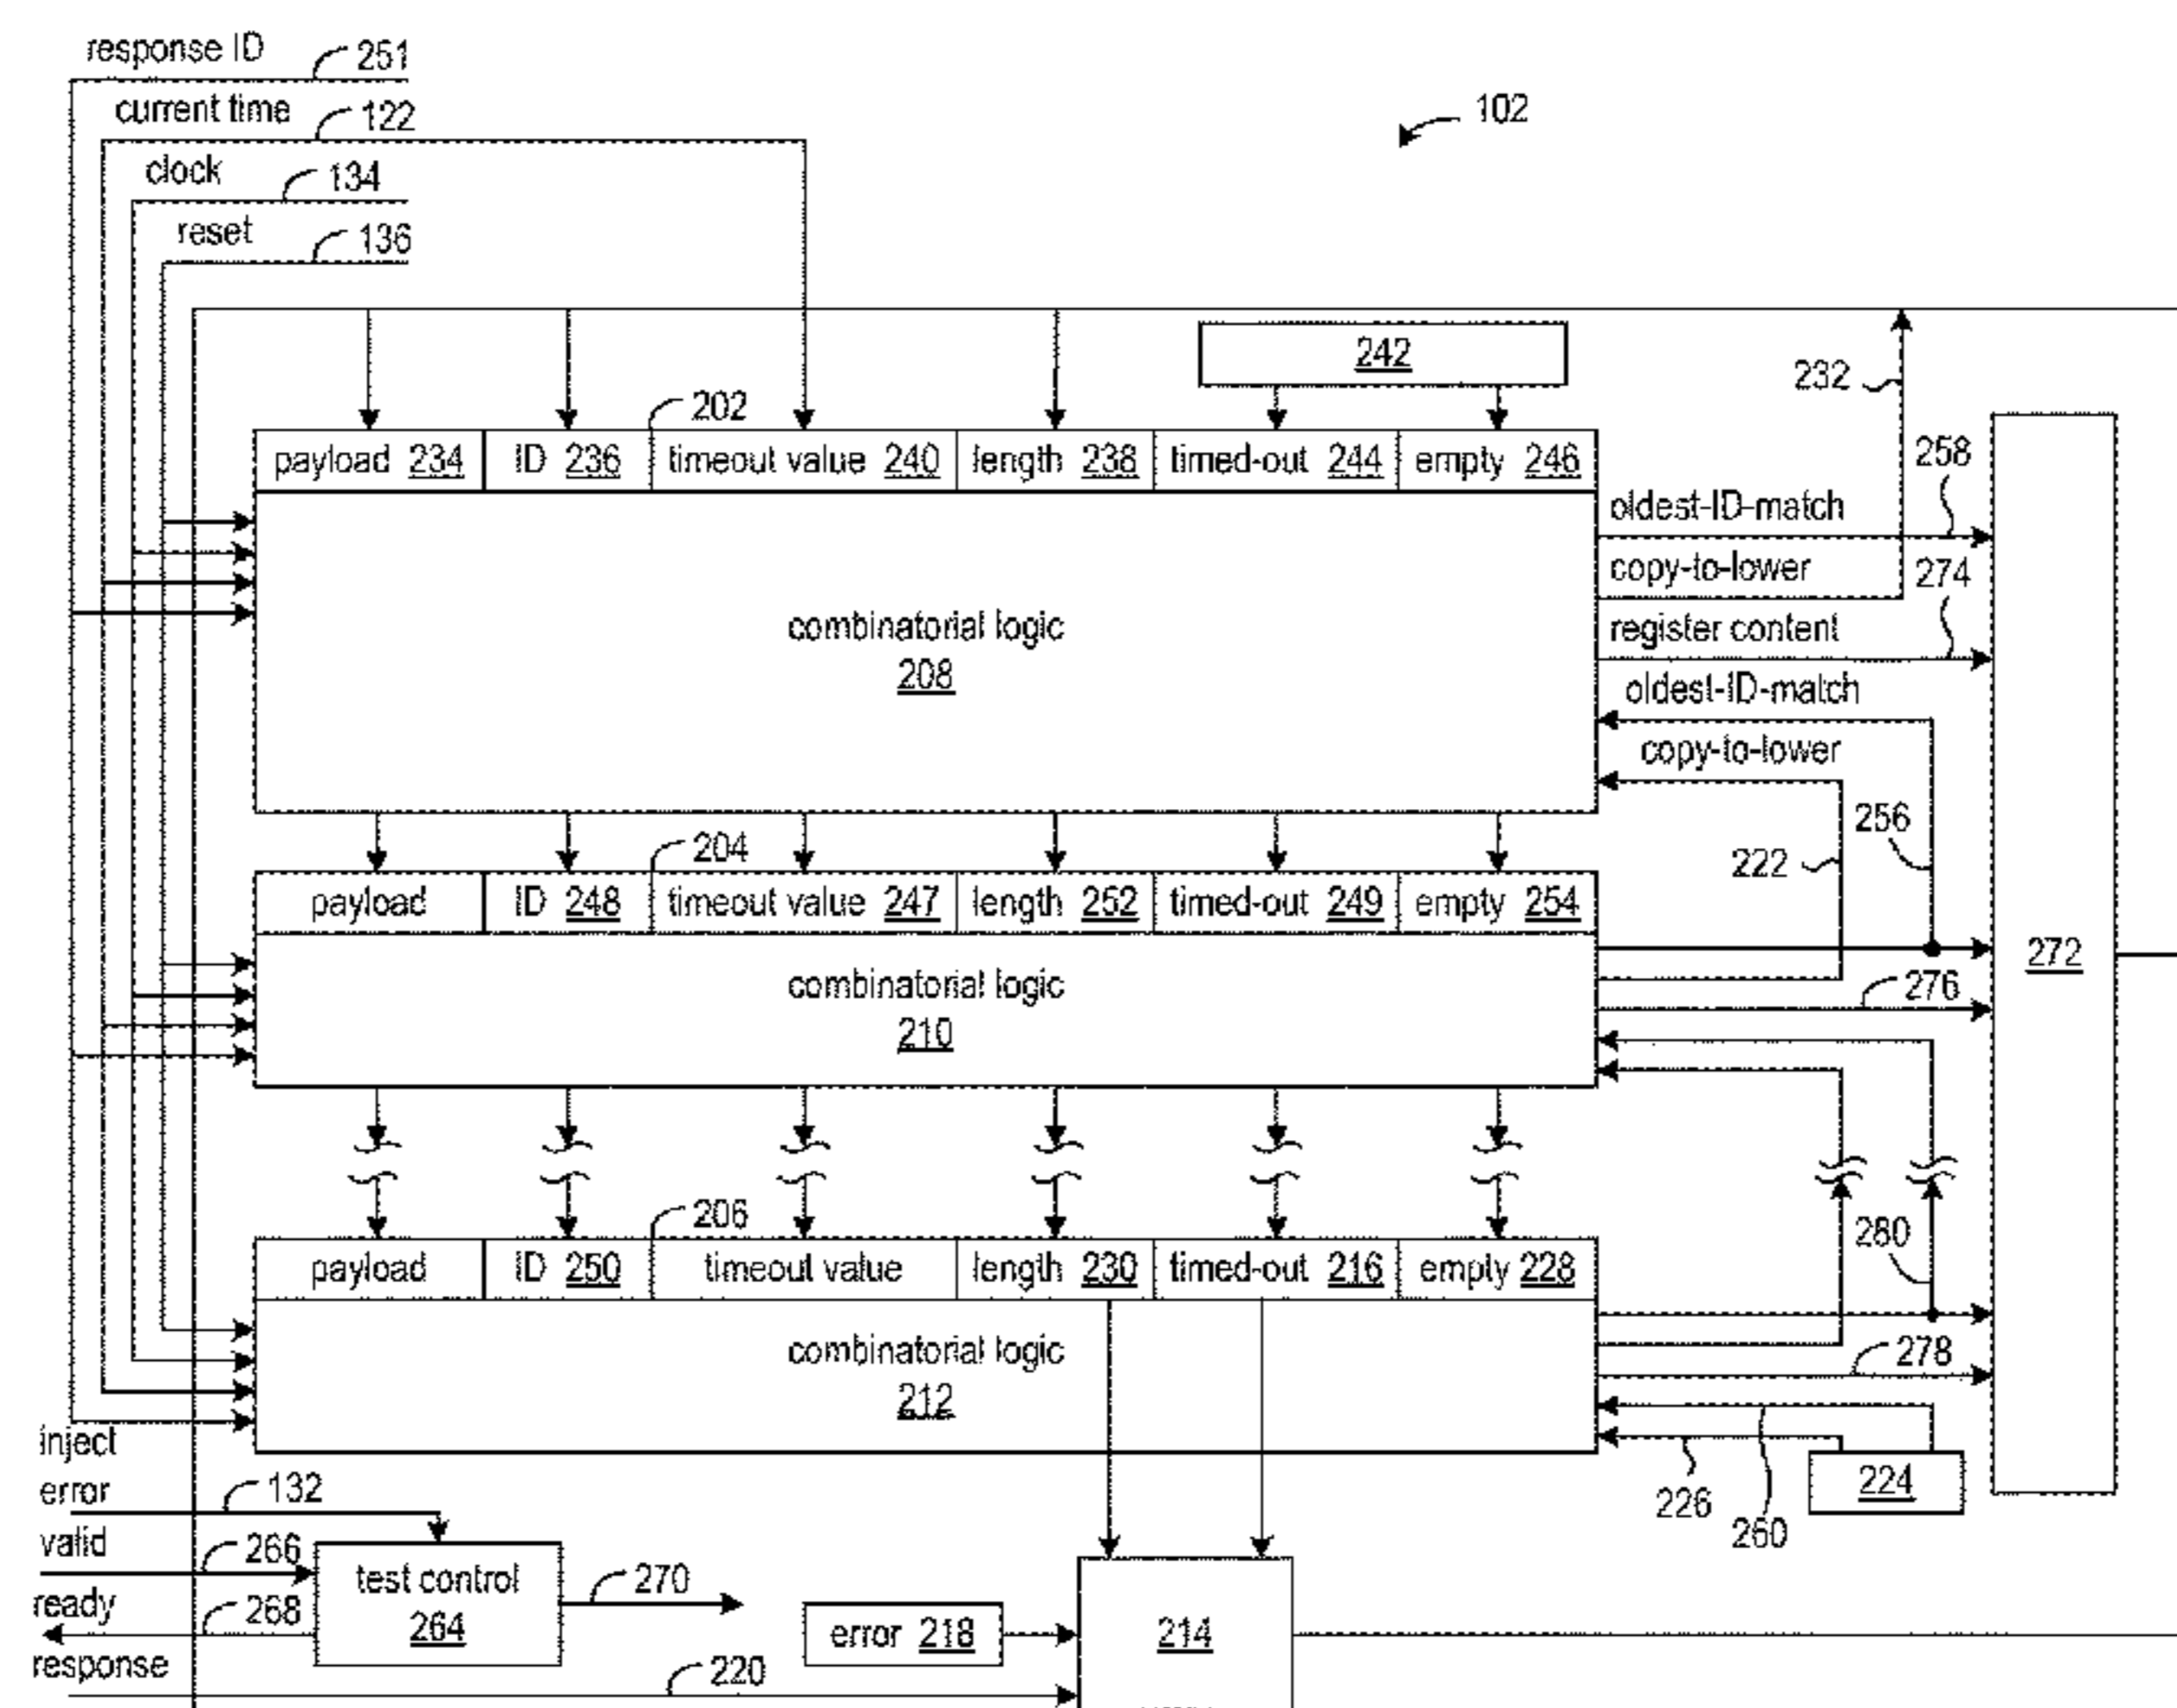 response ID 251
current time 122
102
clock 134
reset 136
242
232
202
258
payload 234 ID 236 timeout value 240 length 238 timed-out 244 empty 246
oldest-ID-match
copy-to-lower 274
combinatorial logic
208
register content
oldest-ID-match
copy-to-lower
256
204
222
payload ID 248 timeout value 247 length 252 timed-out 249 empty 254
272
combinatorial logic
210
276
206
280
payload ID 250 timeout value length 230 timed-out 216 empty 228
combinatorial logic
212
278
inject
error 132
224
226
260
valid 266
test control
264
270
ready 268
error 218
214
response 220